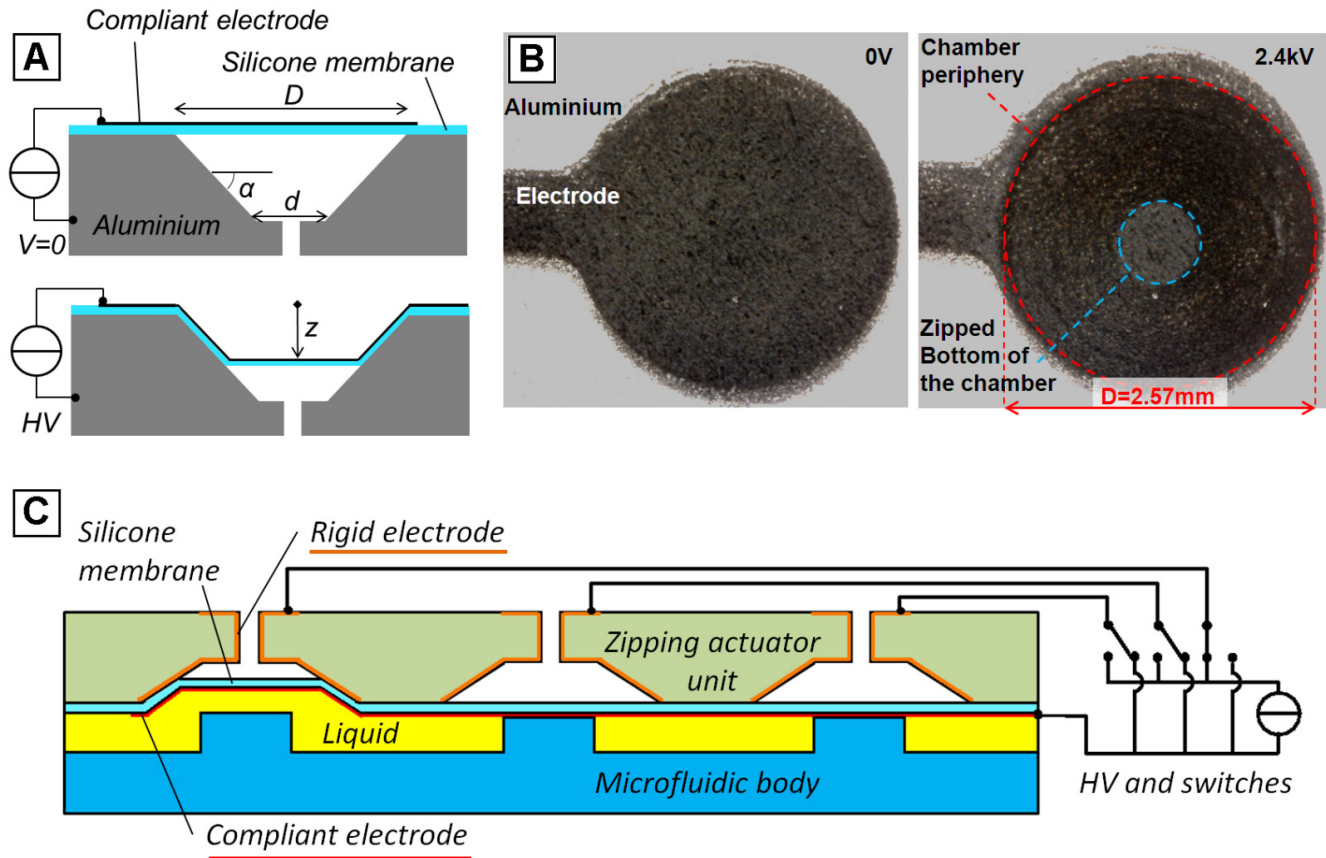 A
Compliant electrode
Silicone membrane
D
α
d
Aluminium
V=0
z
HV
B
0V
Aluminium
Electrode
Chamber
periphery
2.4kV
Zipped
Bottom of
the chamber
D=2.57mm
C
Silicone
membrane
Rigid electrode
Zipping actuator
unit
Liquid
Microfluidic body
HV and switches
Compliant electrode